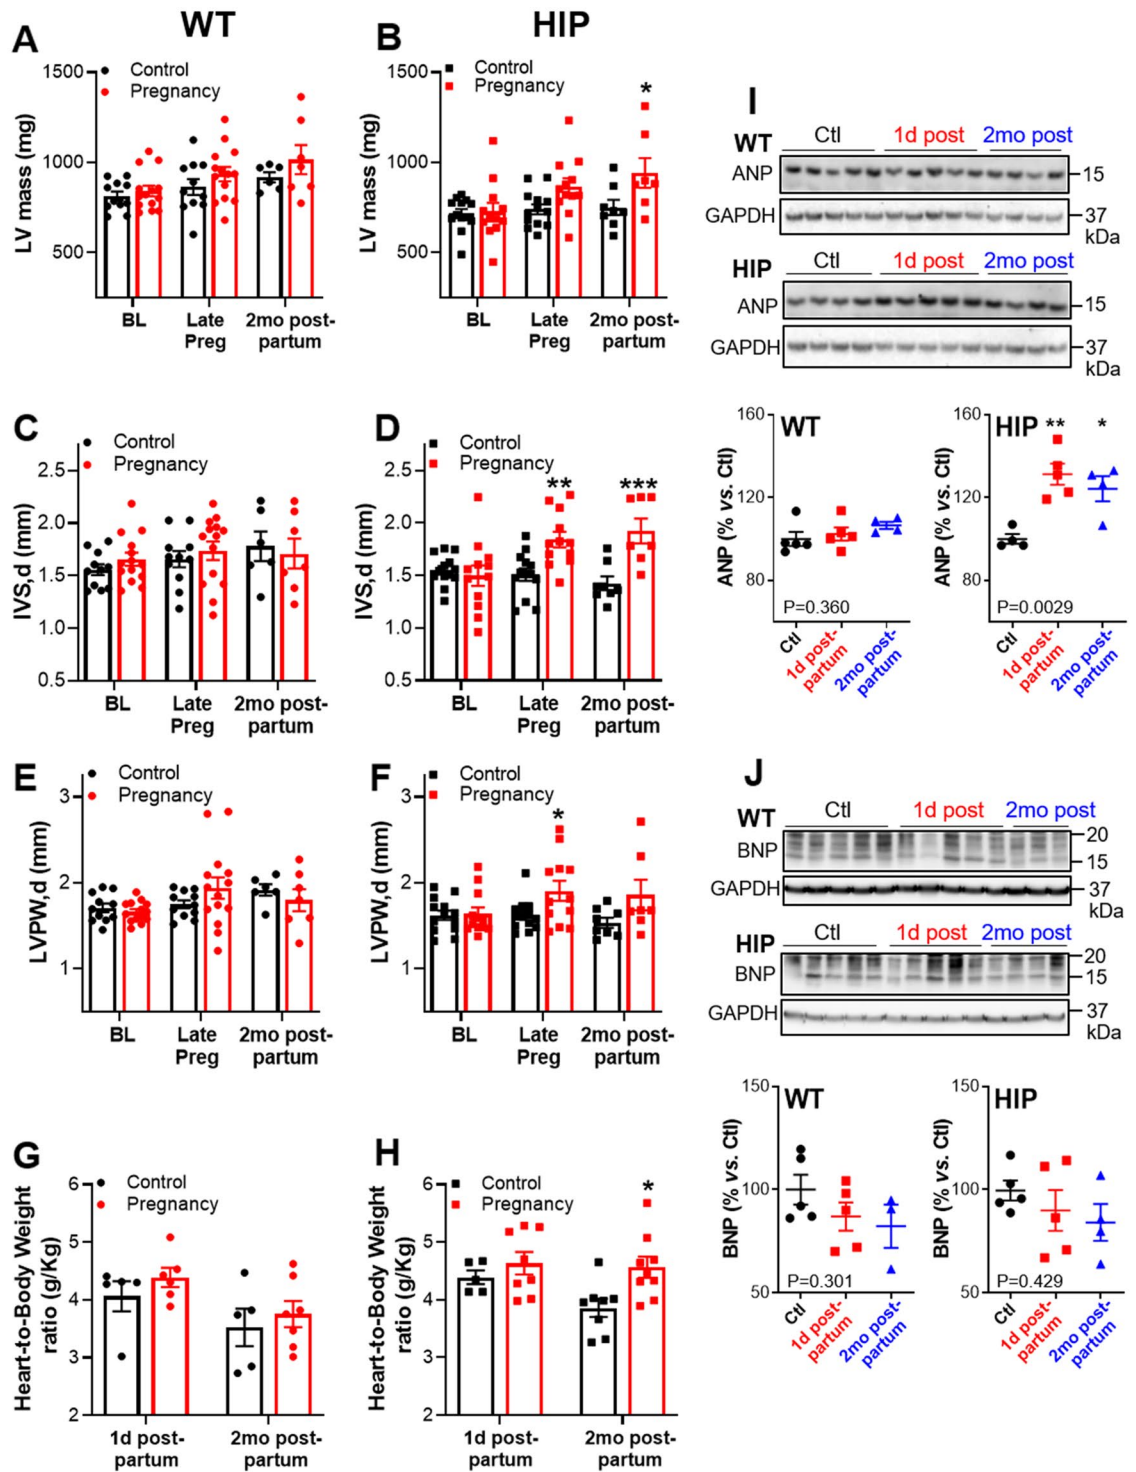 WT
HIP
A
1500
1000
500
LV mass (mg)
Control
Pregnancy
BL
Late
Preg
2mo post-
partum
B
1500
1000
500
LV mass (mg)
Control
Pregnancy
*
BL
Late
Preg
2mo post-
partum
C
2.5
2.0
1.5
1.0
0.5
IVS,d (mm)
Control
Pregnancy
BL
Late
Preg
2mo post-
partum
D
2.5
2.0
1.5
1.0
0.5
IVS,d (mm)
Control
Pregnancy
**
***
BL
Late
Preg
2mo post-
partum
E
3
2
1
LVPW,d (mm)
Control
Pregnancy
BL
Late
Preg
2mo post-
partum
F
3
2
1
LVPW,d (mm)
Control
Pregnancy
*
BL
Late
Preg
2mo post-
partum
G
6
5
4
3
2
Heart-to-Body Weight
ratio (g/Kg)
Control
Pregnancy
1d post-
partum
2mo post-
partum
H
6
5
4
3
2
Heart-to-Body Weight
ratio (g/Kg)
Control
Pregnancy
*
1d post-
partum
2mo post-
partum
I
WT
Ctl 1d post 2mo post
ANP 15
GAPDH 37
kDa
HIP
Ctl 1d post 2mo post
ANP 15
GAPDH 37
kDa
160
120
80
ANP (% vs. Ctl)
WT
P=0.360
Ctl
1d post-
partum
2mo post-
partum
160
120
80
ANP (% vs. Ctl)
HIP
**
*
P=0.0029
Ctl
1d post-
partum
2mo post-
partum
J
WT
Ctl 1d post 2mo post
20
BNP
15
GAPDH 37
kDa
HIP
Ctl 1d post 2mo post
20
BNP 15
GAPDH 37
kDa
150
100
50
BNP (% vs. Ctl)
WT
P=0.301
Ctl
1d post-
partum
2mo post-
partum
150
100
50
BNP (% vs. Ctl)
HIP
P=0.429
Ctl
1d post-
partum
2mo post-
partum